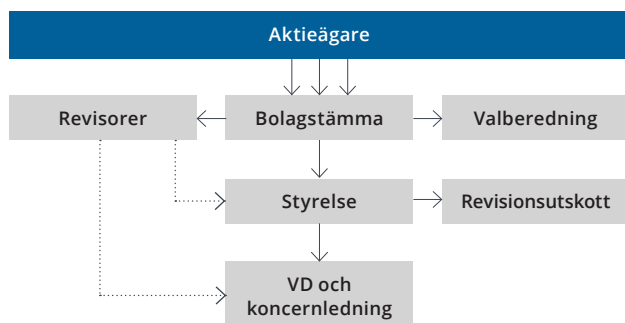 Aktieägare
Revisorer
Bolagstämma
Valberedning
Styrelse
Revisionsutskott
VD och
koncernledning